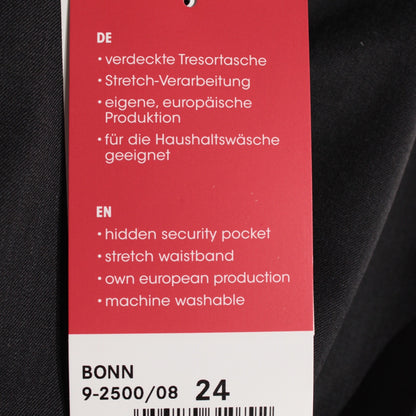 DE
• verdeckte Tresortasche
• Stretch-Verarbeitung
• eigene, europäische
Produktion
• für die Haushaltswäsche
geeignet
EN
• hidden security pocket
• stretch waistband
• own european production
• machine washable
BONN
9-2500/08 24